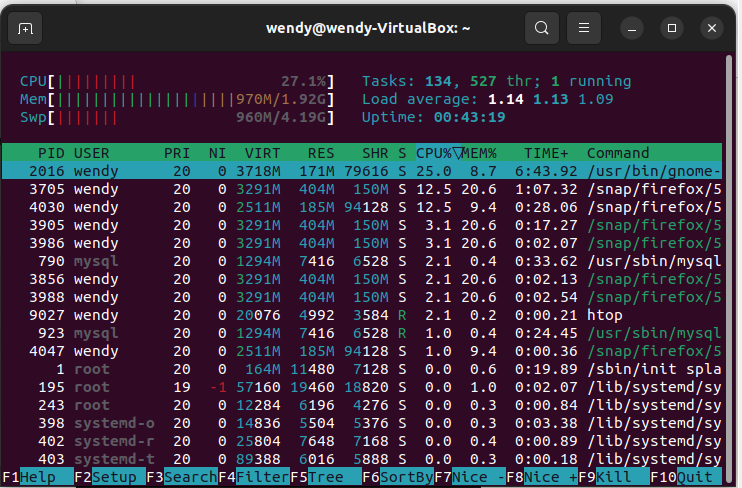 wendy@wendy-VirtualBox: ~
CPU[||||||||| 27.1%] Tasks: 134, 527 thr; 1 running
Mem[||||||||||||||||||||970M/1.92G] Load average: 1.14 1.13 1.09
Swp[||||||| 960M/4.19G] Uptime: 00:43:19
PID USER PRI NI VIRT RES SHR S CPU%▽MEM% TIME+ Command
2016 wendy 20 0 3718M 171M 79616 S 25.0 8.7 6:43.92 /usr/bin/gnome-
3705 wendy 20 0 3291M 404M 150M S 12.5 20.6 1:07.32 /snap/firefox/5
4030 wendy 20 0 2511M 185M 94128 S 12.5 9.4 0:28.06 /snap/firefox/5
3905 wendy 20 0 3291M 404M 150M S 3.1 20.6 0:17.27 /snap/firefox/5
3986 wendy 20 0 3291M 404M 150M S 3.1 20.6 0:02.07 /snap/firefox/5
790 mysql 20 0 1294M 7416 6528 S 2.1 0.4 0:33.62 /usr/sbin/mysql
3856 wendy 20 0 3291M 404M 150M S 2.1 20.6 0:02.13 /snap/firefox/5
3988 wendy 20 0 3291M 404M 150M S 2.1 20.6 0:02.54 /snap/firefox/5
9027 wendy 20 0 20076 4992 3584 R 2.1 0.2 0:00.21 htop
923 mysql 20 0 1294M 7416 6528 R 1.0 0.4 0:24.45 /usr/sbin/mysql
4047 wendy 20 0 2511M 185M 94128 S 1.0 9.4 0:00.36 /snap/firefox/5
1 root 20 0 164M 11480 7128 S 0.0 0.6 0:19.89 /sbin/init spla
195 root 19 -1 57160 19460 18820 S 0.0 1.0 0:02.07 /lib/systemd/sy
243 root 20 0 12284 6196 4276 S 0.0 0.3 0:00.84 /lib/systemd/sy
398 systemd-o 20 0 14836 5504 5376 S 0.0 0.3 0:03.38 /lib/systemd/sy
402 systemd-r 20 0 25804 7648 7168 S 0.0 0.4 0:00.89 /lib/systemd/sy
403 systemd-t 20 0 89388 6016 5888 S 0.0 0.3 0:00.18 /lib/systemd/sy
F1Help F2Setup F3SearchF4FilterF5Tree F6SortByF7Nice -F8Nice +F9Kill F10Quit